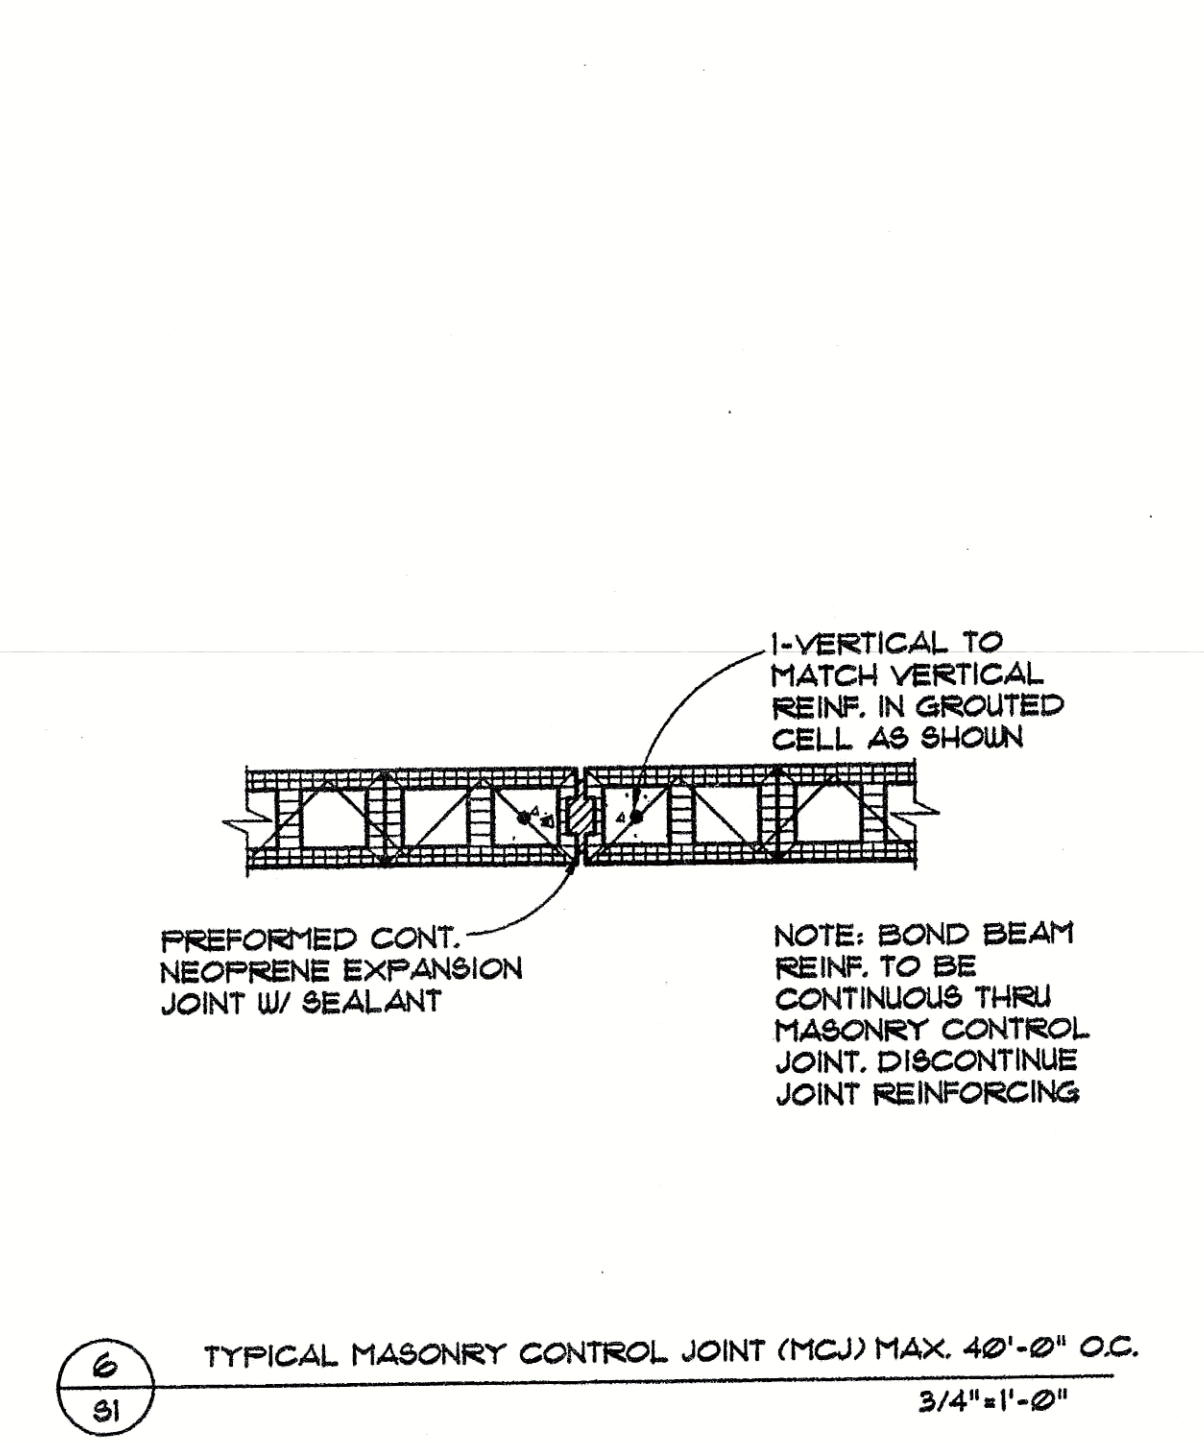 1-VERTICAL TO
MATCH VERTICAL
REINF. IN GROUTED
CELL AS SHOWN
PREFORMED CONT.
NEOPRENE EXPANSION
JOINT W/ SEALANT
NOTE: BOND BEAM
REINF. TO BE
CONTINUOUS THRU
MASONRY CONTROL
JOINT. DISCONTINUE
JOINT REINFORCING
6
S1
TYPICAL MASONRY CONTROL JOINT (MCJ) MAX. 40'-0" O.C.
3/4"=1'-0"